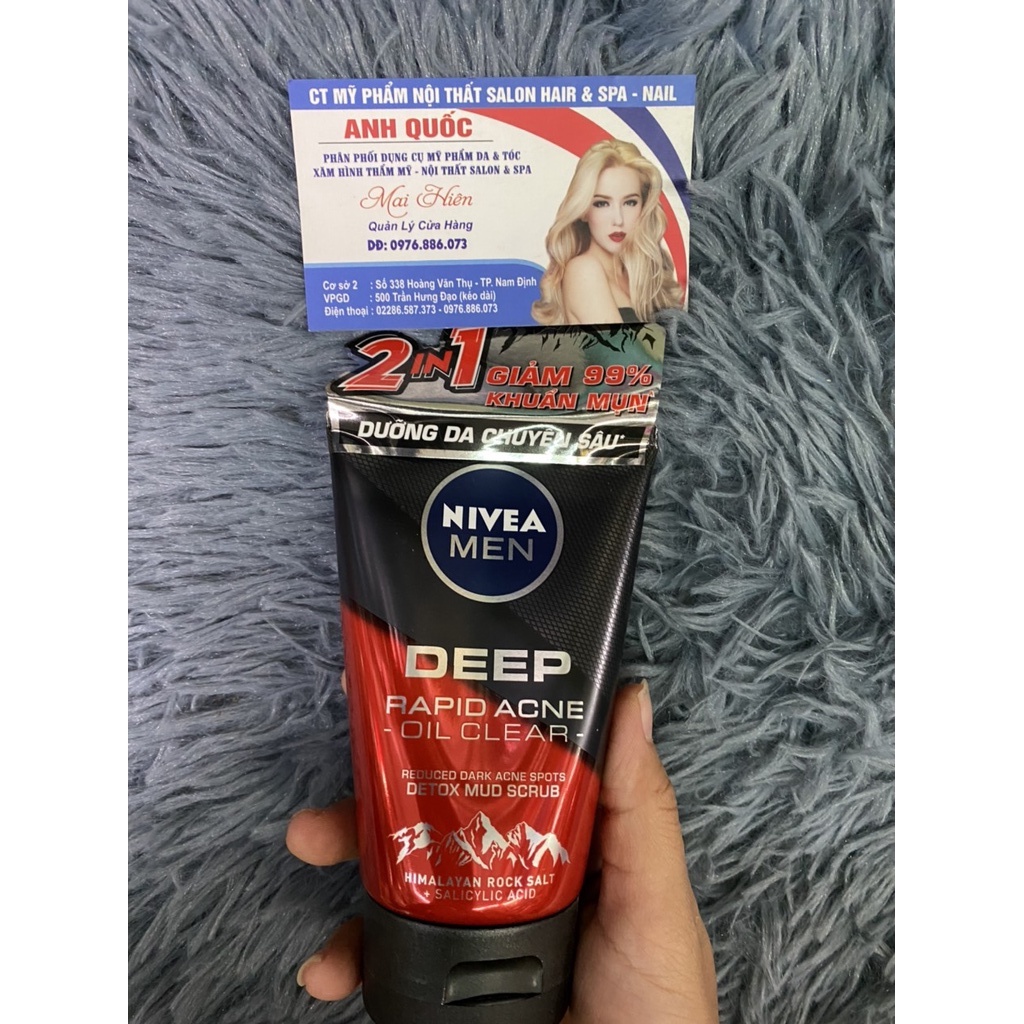 CT MỸ PHẨM NỘI THẤT SALON HAIR & SPA - NAIL
ANH QUỐC
PHÂN PHỐI DỤNG CỤ MỸ PHẨM DA & TÓC
XĂM HÌNH THẨM MỸ - NỘI THẤT SALON & SPA
Mai Hiên
Quản Lý Cửa Hàng
DĐ: 0976.886.073
Cơ sở 2 : Số 338 Hoàng Văn Thụ - TP. Nam Định
VPGD : 500 Trần Hưng Đạo (kéo dài)
Điện thoại : 02286.587.373 - 0976.886.073
2 IN 1 GIẢM 99%
KHUẨN MỤN
DƯỠNG DA CHUYÊN SÂU*
NIVEA
MEN
DEEP
RAPID ACNE
- OIL CLEAR -
REDUCED DARK ACNE SPOTS
DETOX MUD SCRUB
HIMALAYAN ROCK SALT
+ SALICYLIC ACID